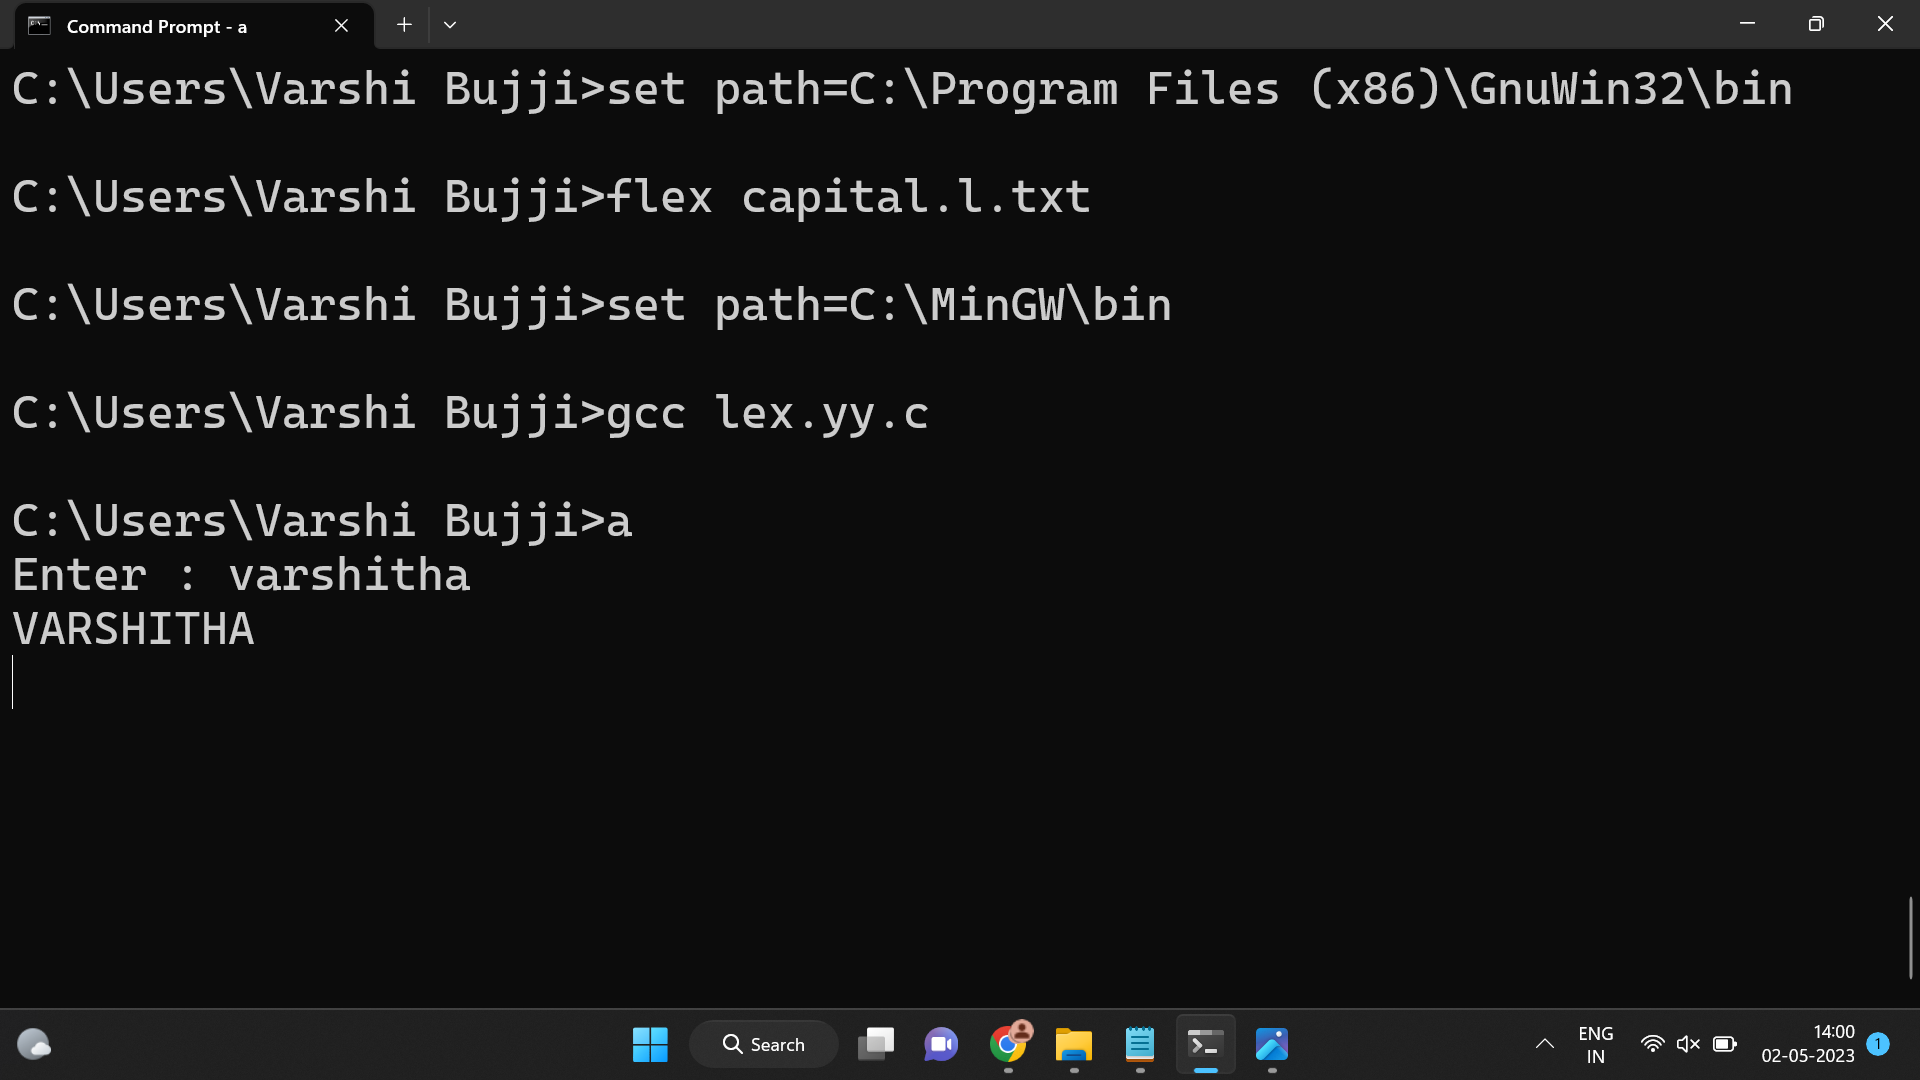 Command Prompt - a
C:\Users\Varshi Bujji>set path=C:\Program Files (x86)\GnuWin32\bin
C:\Users\Varshi Bujji>flex capital.l.txt
C:\Users\Varshi Bujji>set path=C:\MinGW\bin
C:\Users\Varshi Bujji>gcc lex.yy.c
C:\Users\Varshi Bujji>a
Enter : varshitha
VARSHITHA
Search
ENG
IN
14:00
02-05-2023
1